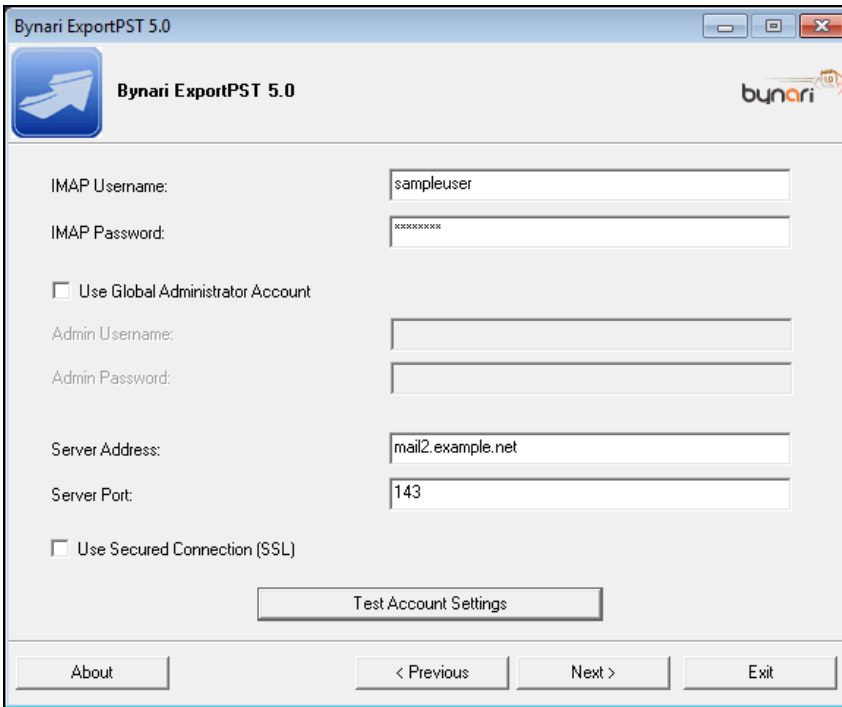 Bynari ExportPST 5.0
Bynari ExportPST 5.0
bynari
IMAP Username: sampleuser
IMAP Password: ********
Use Global Administrator Account
Admin Username:
Admin Password:
Server Address: mail2.example.net
Server Port: 143
Use Secured Connection (SSL)
Test Account Settings
About < Previous Next > Exit